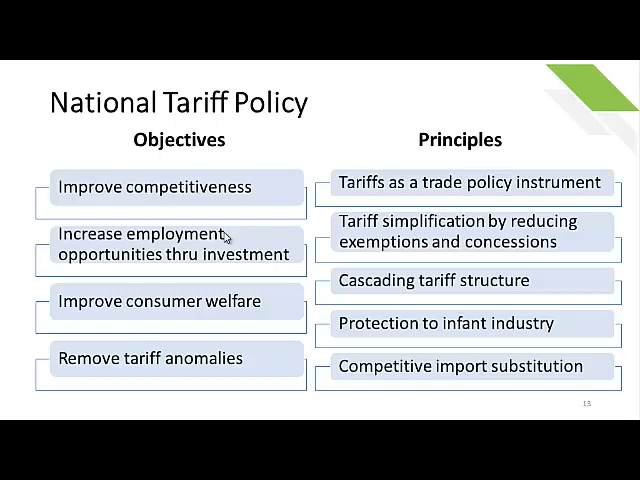 National Tariff Policy
Objectives
Improve competitiveness
Increase employment
opportunities thru investment
Improve consumer welfare
Remove tariff anomalies
Principles
Tariffs as a trade policy instrument
Tariff simplification by reducing
exemptions and concessions
Cascading tariff structure
Protection to infant industry
Competitive import substitution
13